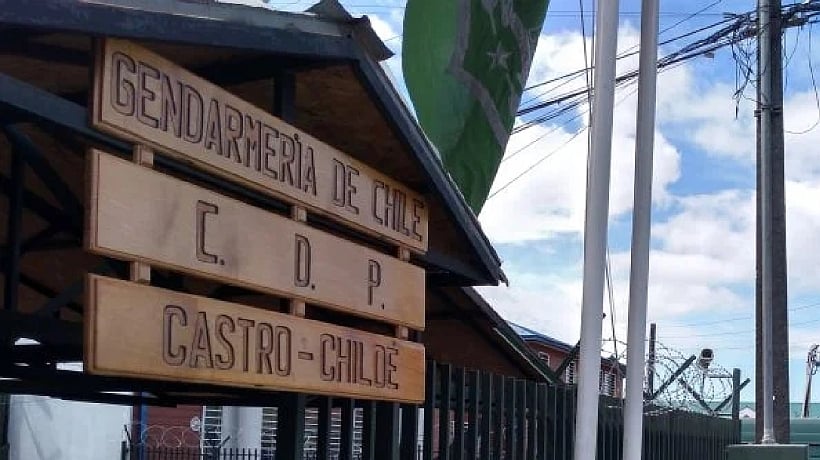 GENDARMERÍA DE CHILE
C. D. P.
CASTRO - CHILOÉ